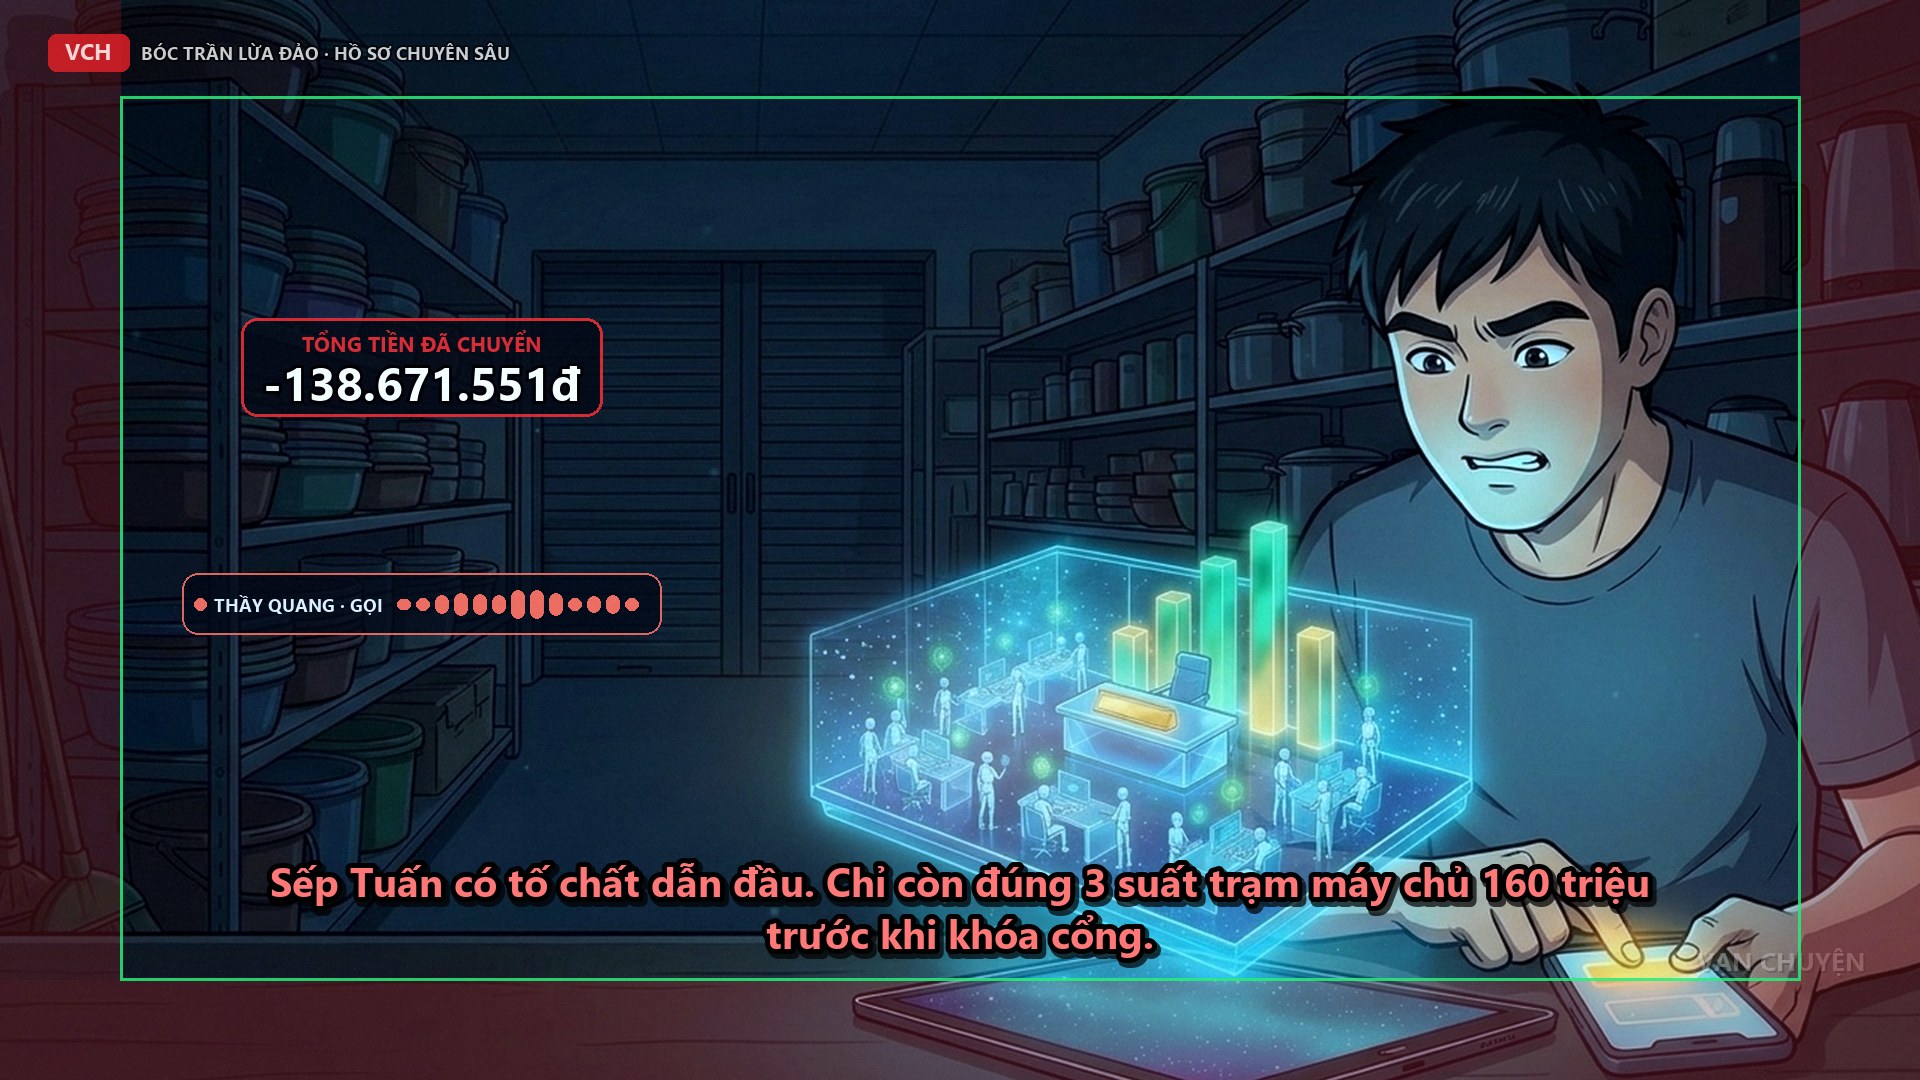 VCH BÓC TRẦN LỪA ĐẢO · HỒ SƠ CHUYÊN SÂU
TỔNG TIỀN ĐÃ CHUYỂN
-138.671.551đ
THẦY QUANG · GỌI
Sếp Tuấn có tố chất dẫn đầu. Chỉ còn đúng 3 suất trạm máy chủ 160 triệu
trước khi khóa cổng.
CHUYỆN